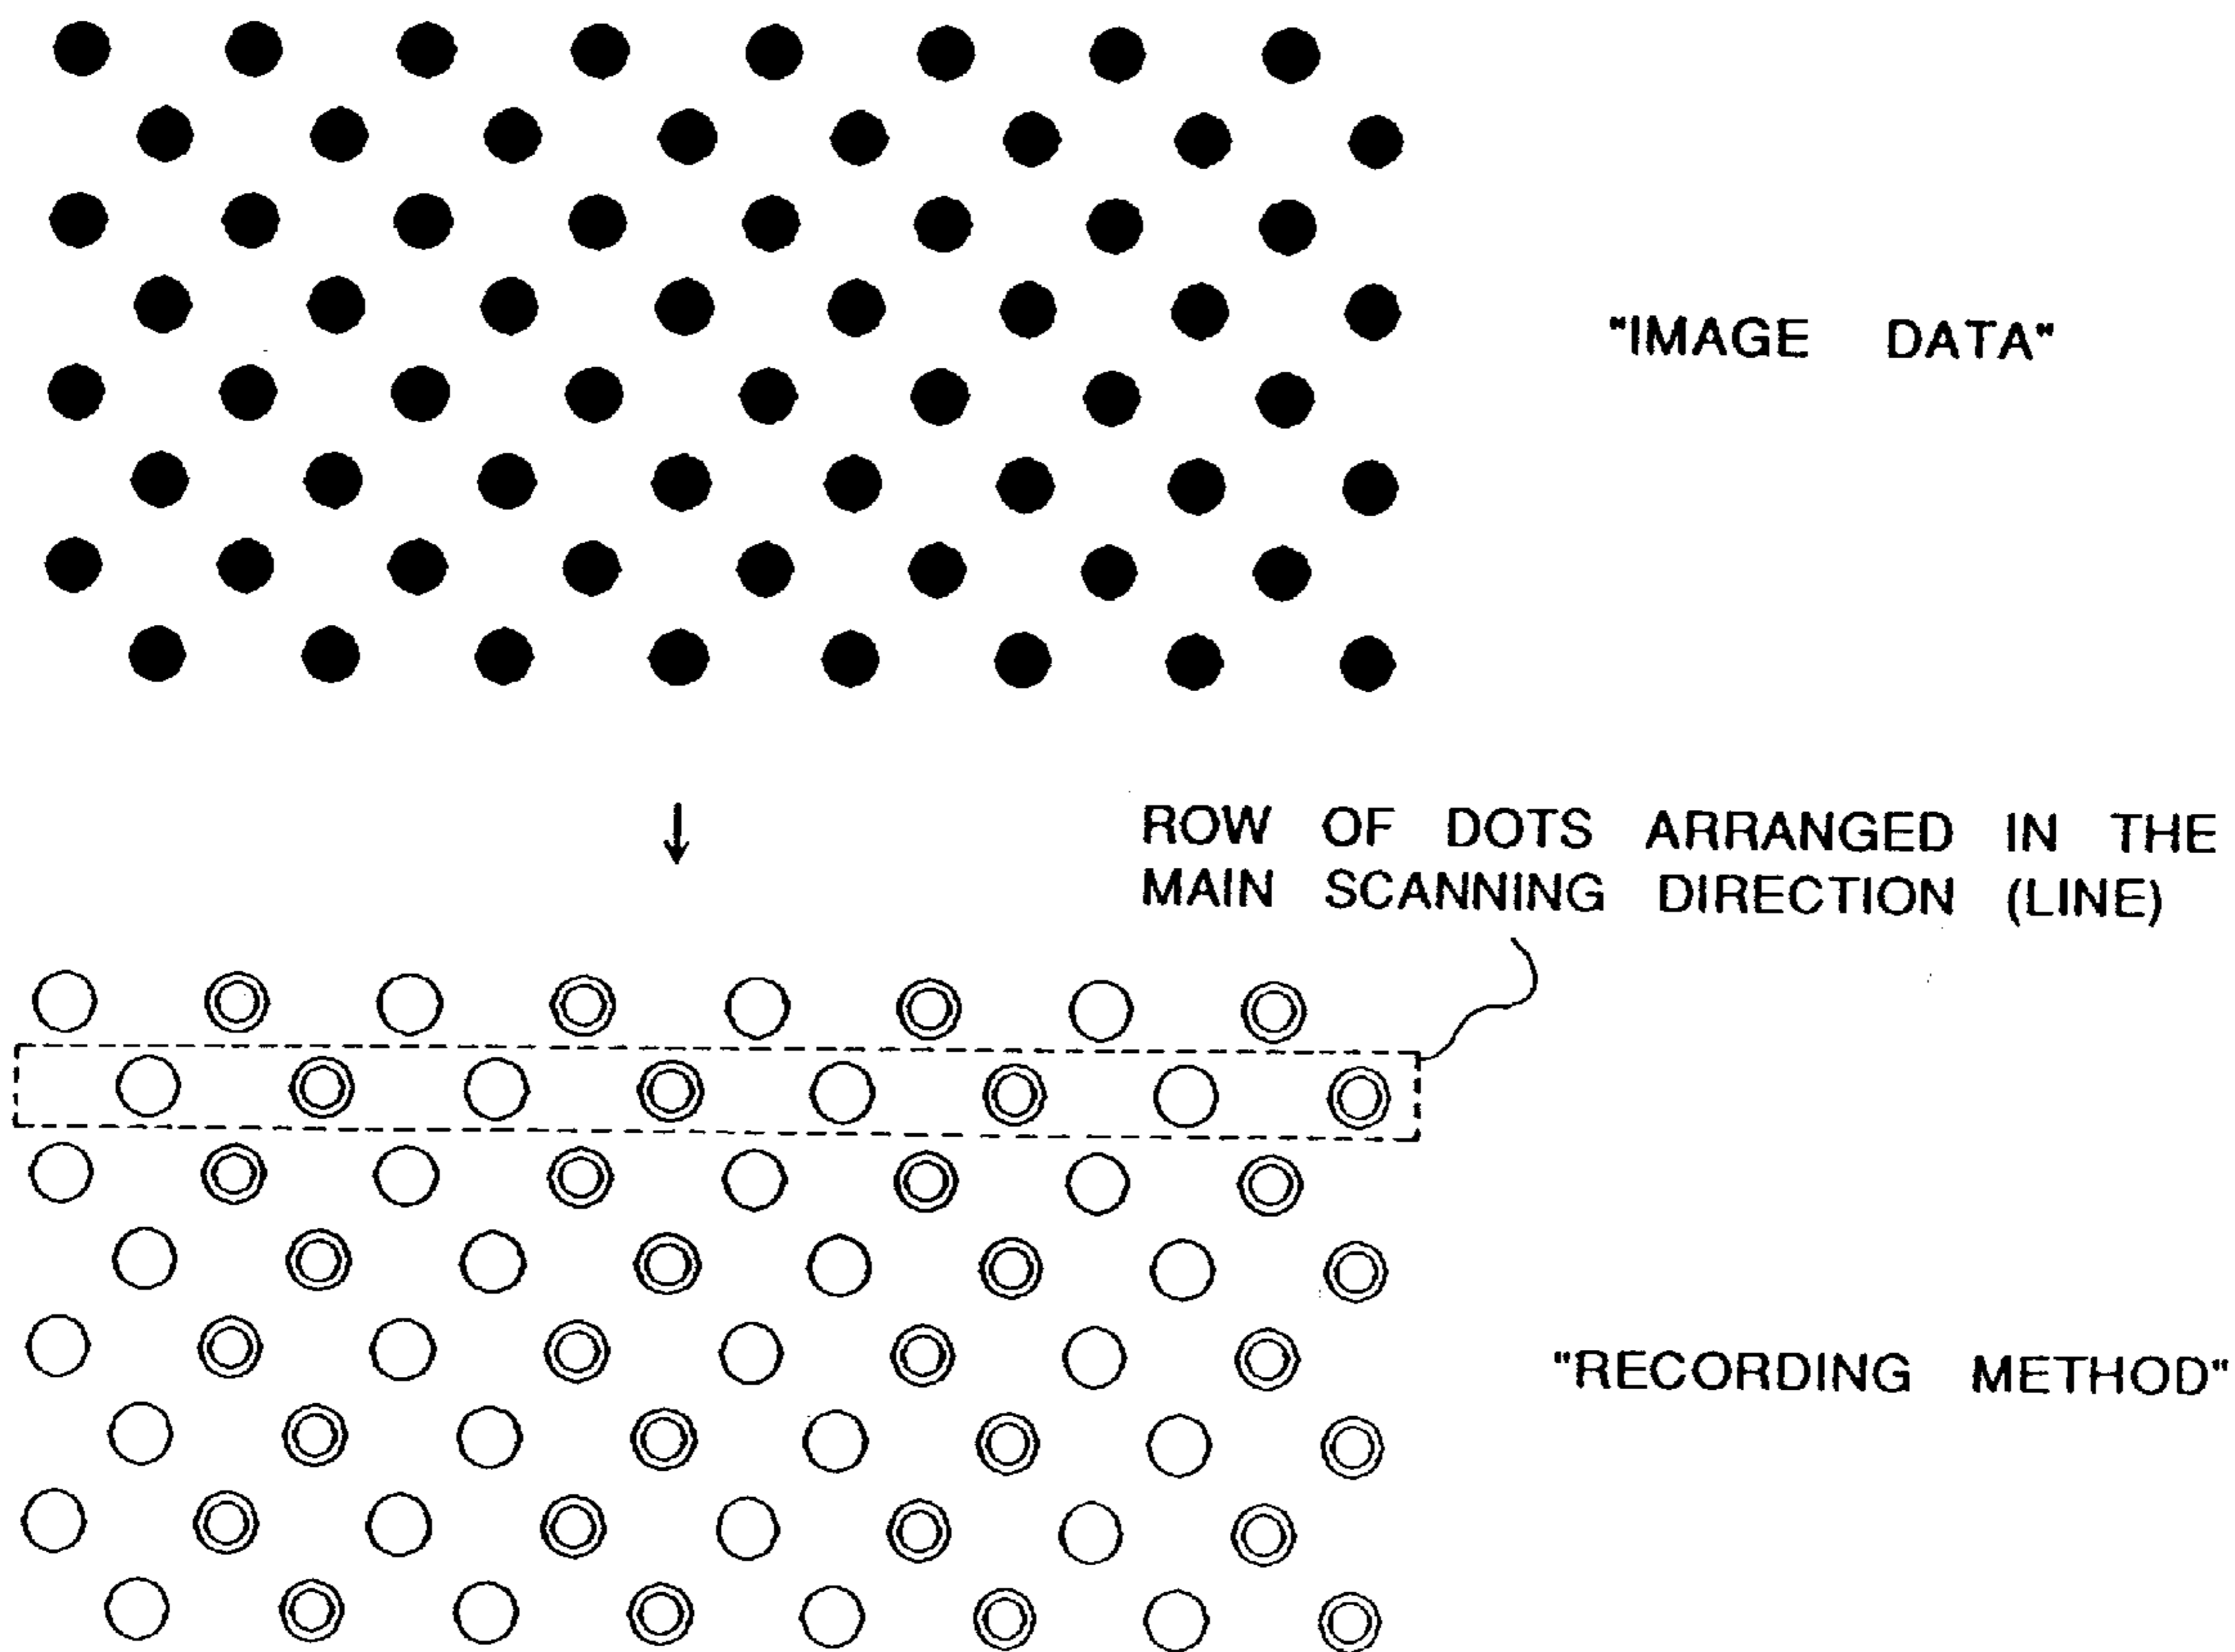 "IMAGE DATA"
ROW OF DOTS ARRANGED IN THE
MAIN SCANNING DIRECTION (LINE)
"RECORDING METHOD"